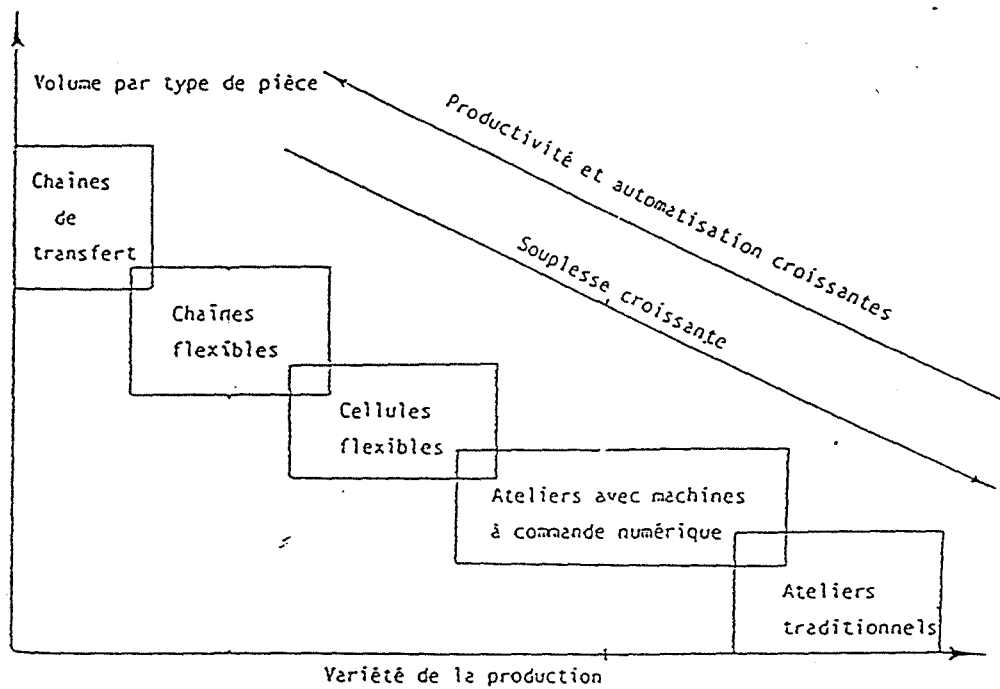 Volume par type de pièce
Productivité et automatisation croissantes
Souplesse croissante
Chaînes
de
transfert
Chaînes
flexibles
Cellules
flexibles
Ateliers avec machines
à commande numérique
Ateliers
traditionnels
Variété de la production